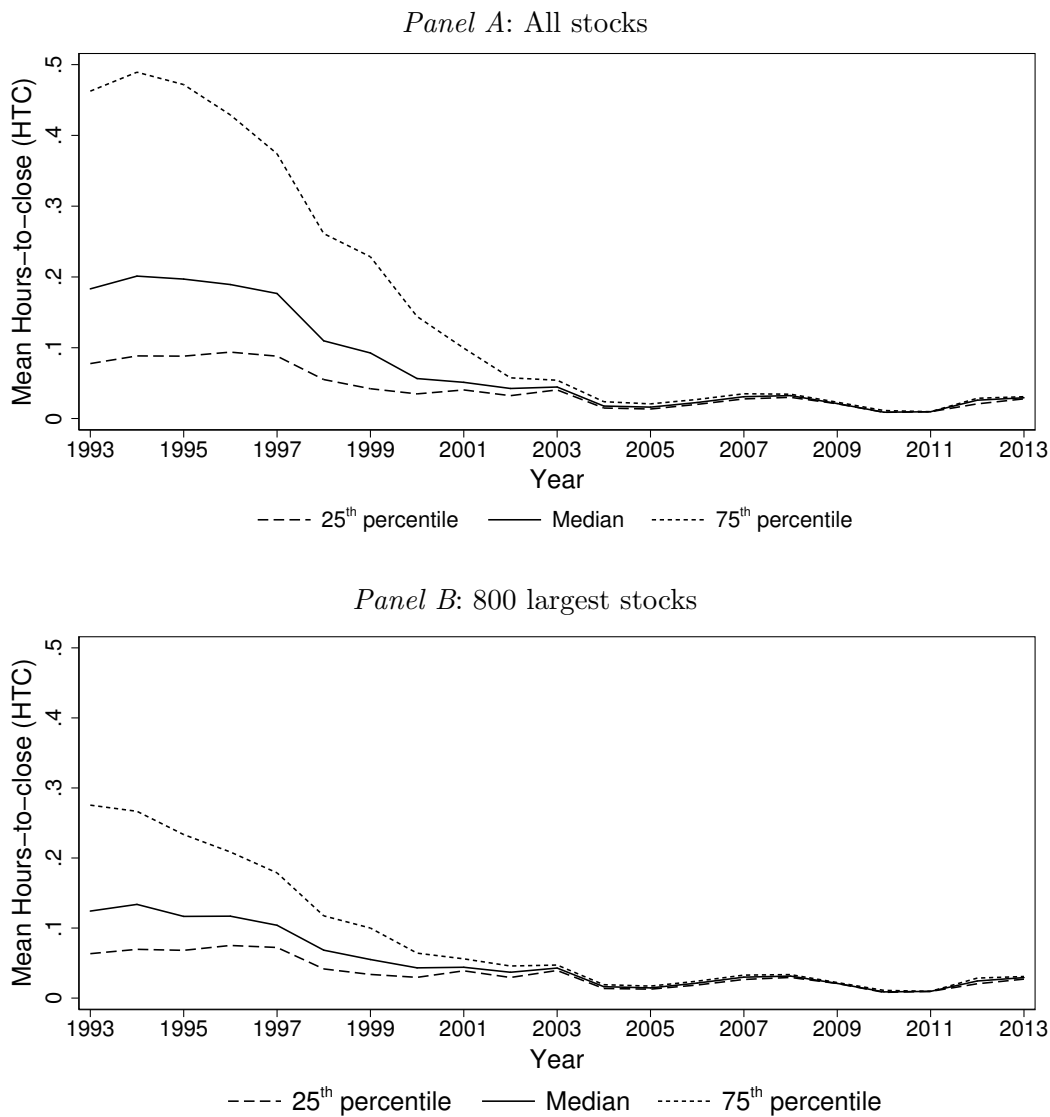 Panel A: All stocks
Mean Hours−to−close (HTC)
.5
.4
.3
.2
.1
0
1993 1995 1997 1999 2001 2003 2005 2007 2009 2011 2013
Year
25th percentile Median 75th percentile
Panel B: 800 largest stocks
Mean Hours−to−close (HTC)
.5
.4
.3
.2
.1
0
1993 1995 1997 1999 2001 2003 2005 2007 2009 2011 2013
Year
25th percentile Median 75th percentile